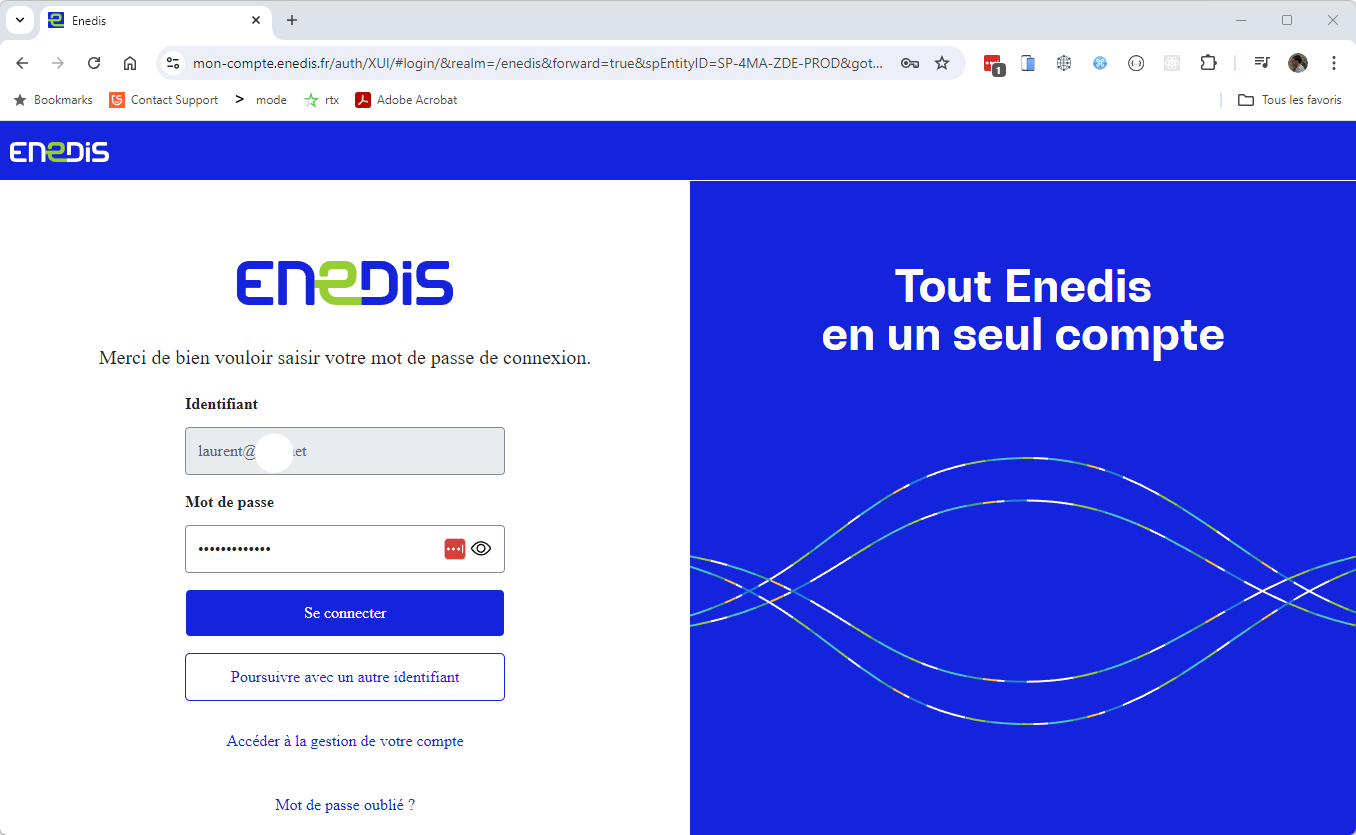 Enedis
mon-compte.enedis.fr/auth/XUI/#login/&realm=/enedis&forward=true&spEntityID=SP-4MA-ZDE-PROD&got...
1
Bookmarks
Contact Support
> mode
rtx
Adobe Acrobat
Tous les favoris
ENEDIS
ENEDIS
Merci de bien vouloir saisir votre mot de passe de connexion.
Identifiant
laurent@ et
Mot de passe
•••••••••••••
Se connecter
Poursuivre avec un autre identifiant
Accéder à la gestion de votre compte
Mot de passe oublié ?
Tout Enedis
en un seul compte